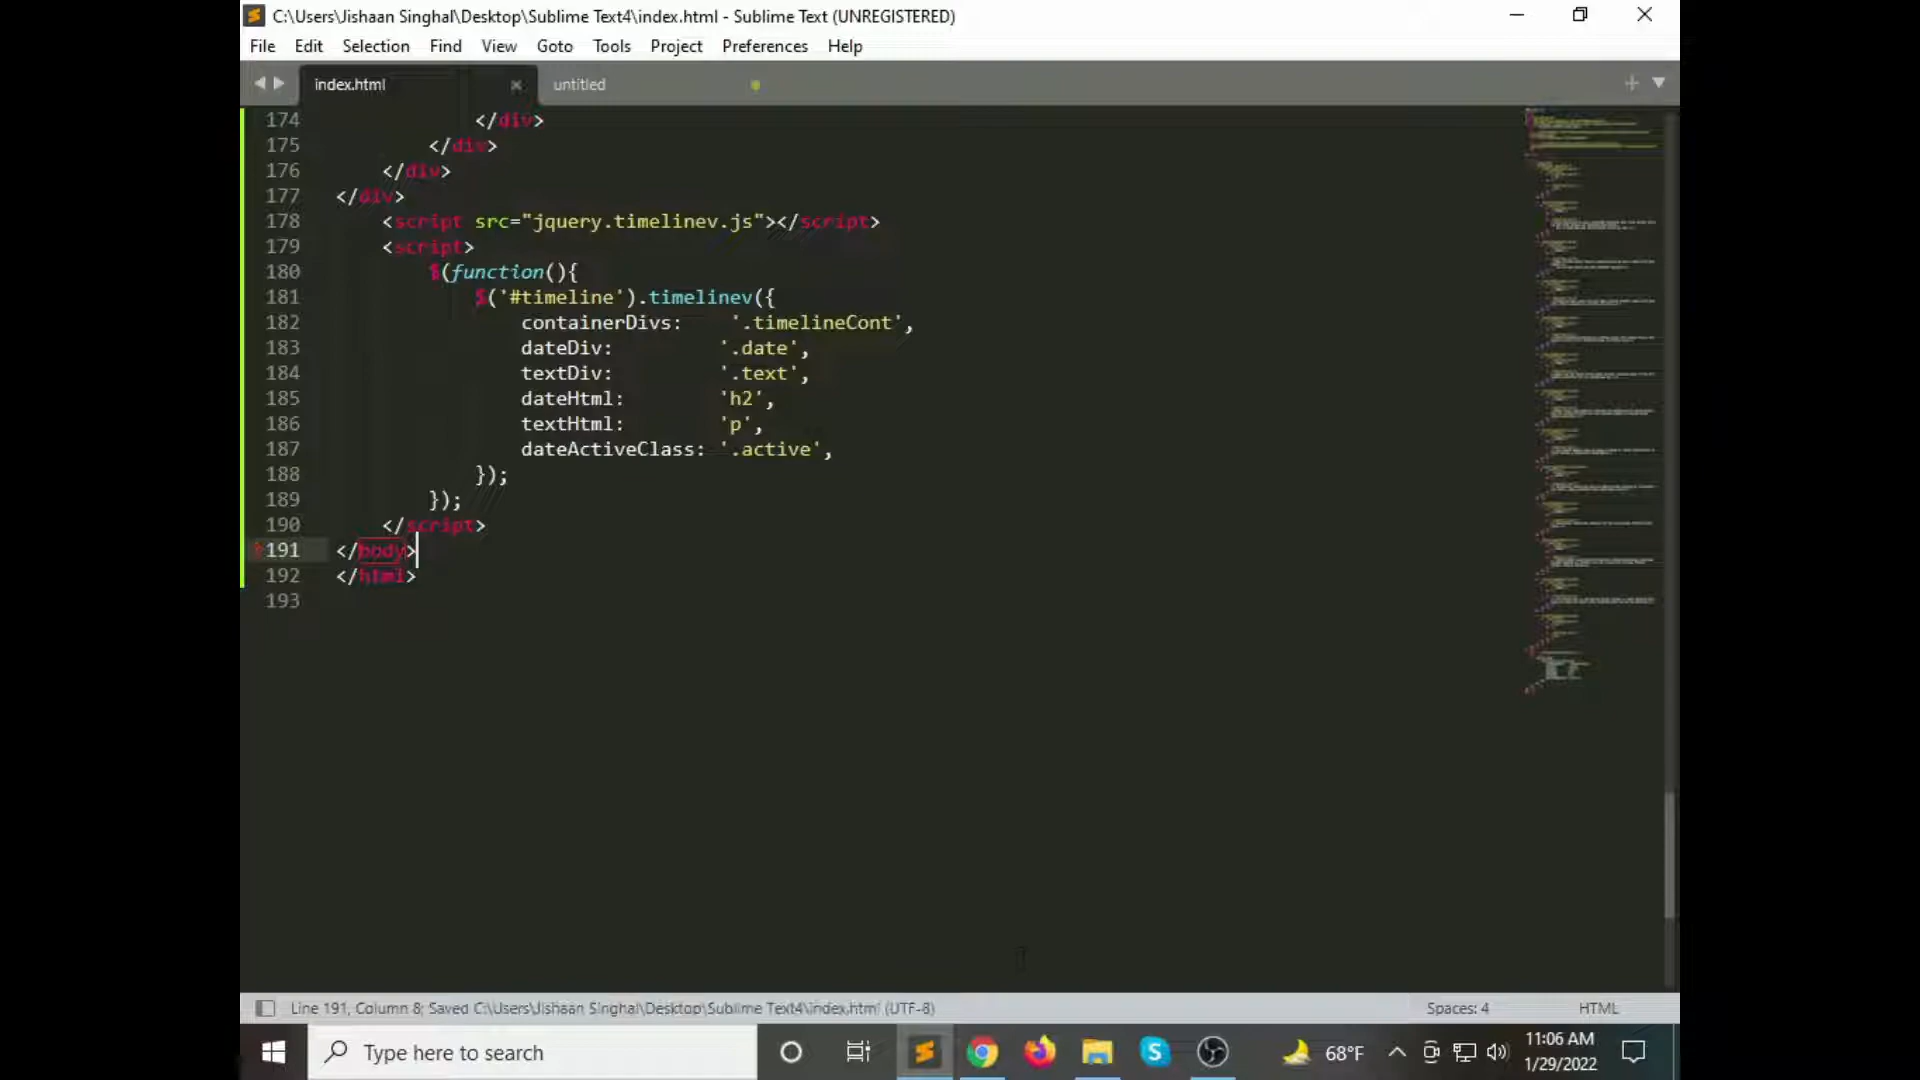 C:\Users\Jishaan Singhal\Desktop\Sublime Text4\index.html - Sublime Text (UNREGISTERED)
File Edit Selection Find View Goto Tools Project Preferences Help
index.html untitled
174 </div>
175 </div>
176 </div>
177 </div>
178 <script src="jquery.timelinev.js"></script>
179 <script>
180 $(function(){
181 $('#timeline').timelinev({
182 containerDivs: '.timelineCont',
183 dateDiv: '.date',
184 textDiv: '.text',
185 dateHtml: 'h2',
186 textHtml: 'p',
187 dateActiveClass: '.active',
188 });
189 });
190 </script>
191 </body>
192 </html>
193
Line 191, Column 8; Saved C:\Users\Jishaan Singhal\Desktop\Sublime Text4\index.html (UTF-8) Spaces: 4 HTML
Type here to search
68°F
11:06 AM
1/29/2022